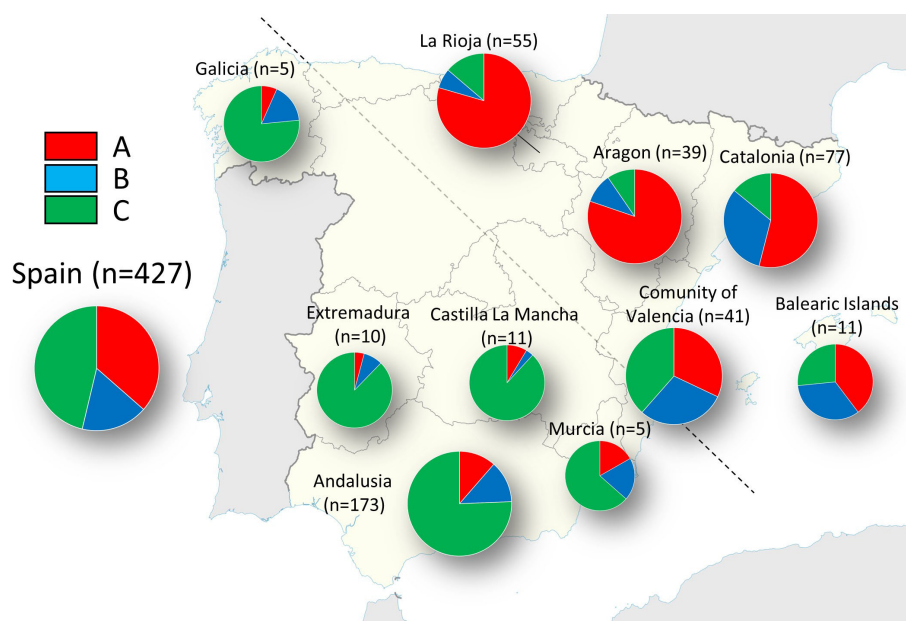 La Rioja (n=55)
Galicia (n=5)
A
B
C
Aragon (n=39)
Catalonia (n=77)
Spain (n=427)
Extremadura
(n=10)
Castilla La Mancha
(n=11)
Comunity of
Valencia (n=41)
Balearic Islands
(n=11)
Murcia (n=5)
Andalusia
(n=173)